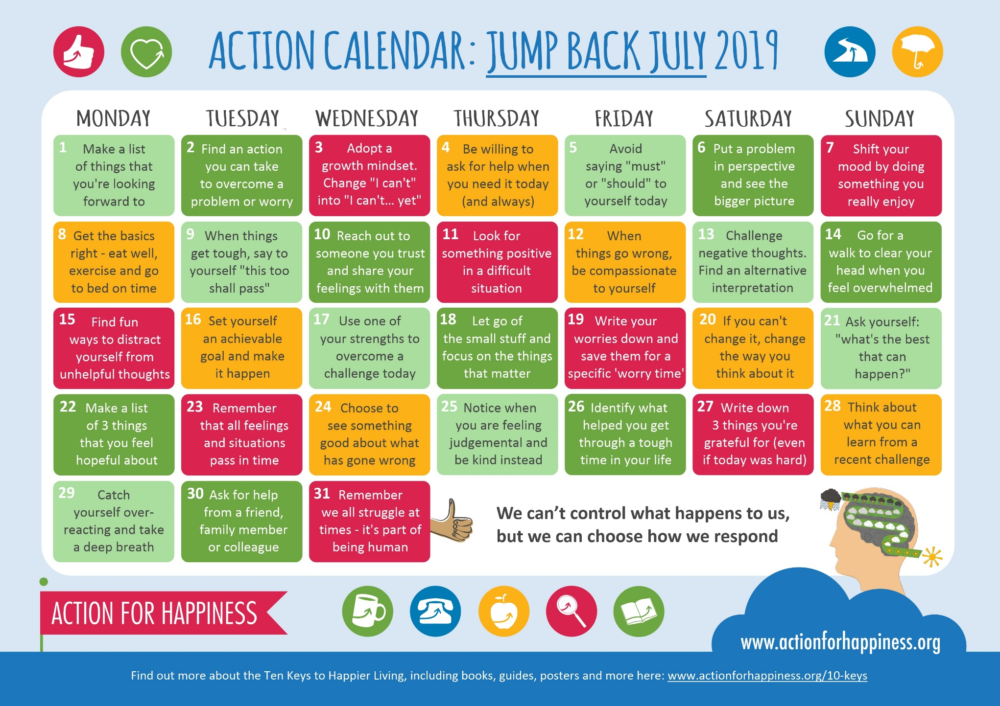 ACTION CALENDAR: JUMP BACK JULY 2019
MONDAY TUESDAY WEDNESDAY THURSDAY FRIDAY SATURDAY SUNDAY
1 Make a list
of things that
you're looking
forward to
2 Find an action
you can take
to overcome a
problem or worry
3 Adopt a
growth mindset.
Change "I can't"
into "I can't... yet"
4 Be willing to
ask for help when
you need it today
(and always)
5 Avoid
saying "must"
or "should" to
yourself today
6 Put a problem
in perspective
and see the
bigger picture
7 Shift your
mood by doing
something you
really enjoy
8 Get the basics
right - eat well,
exercise and go
to bed on time
9 When things
get tough, say to
yourself "this too
shall pass"
10 Reach out to
someone you trust
and share your
feelings with them
11 Look for
something positive
in a difficult
situation
12 When
things go wrong,
be compassionate
to yourself
13 Challenge
negative thoughts.
Find an alternative
interpretation
14 Go for a
walk to clear your
head when you
feel overwhelmed
15 Find fun
ways to distract
yourself from
unhelpful thoughts
16 Set yourself
an achievable
goal and make
it happen
17 Use one of
your strengths to
overcome a
challenge today
18 Let go of
the small stuff and
focus on the things
that matter
19 Write your
worries down and
save them for a
specific 'worry time'
20 If you can't
change it, change
the way you
think about it
21 Ask yourself:
"what's the best
that can
happen?"
22 Make a list
of 3 things
that you feel
hopeful about
23 Remember
that all feelings
and situations
pass in time
24 Choose to
see something
good about what
has gone wrong
25 Notice when
you are feeling
judgemental and
be kind instead
26 Identify what
helped you get
through a tough
time in your life
27 Write down
3 things you're
grateful for (even
if today was hard)
28 Think about
what you can
learn from a
recent challenge
29 Catch
yourself over-
reacting and take
a deep breath
30 Ask for help
from a friend,
family member
or colleague
31 Remember
we all struggle at
times - it's part of
being human
We can't control what happens to us,
but we can choose how we respond
ACTION FOR HAPPINESS
www.actionforhappiness.org
Find out more about the Ten Keys to Happier Living, including books, guides, posters and more here: www.actionforhappiness.org/10-keys